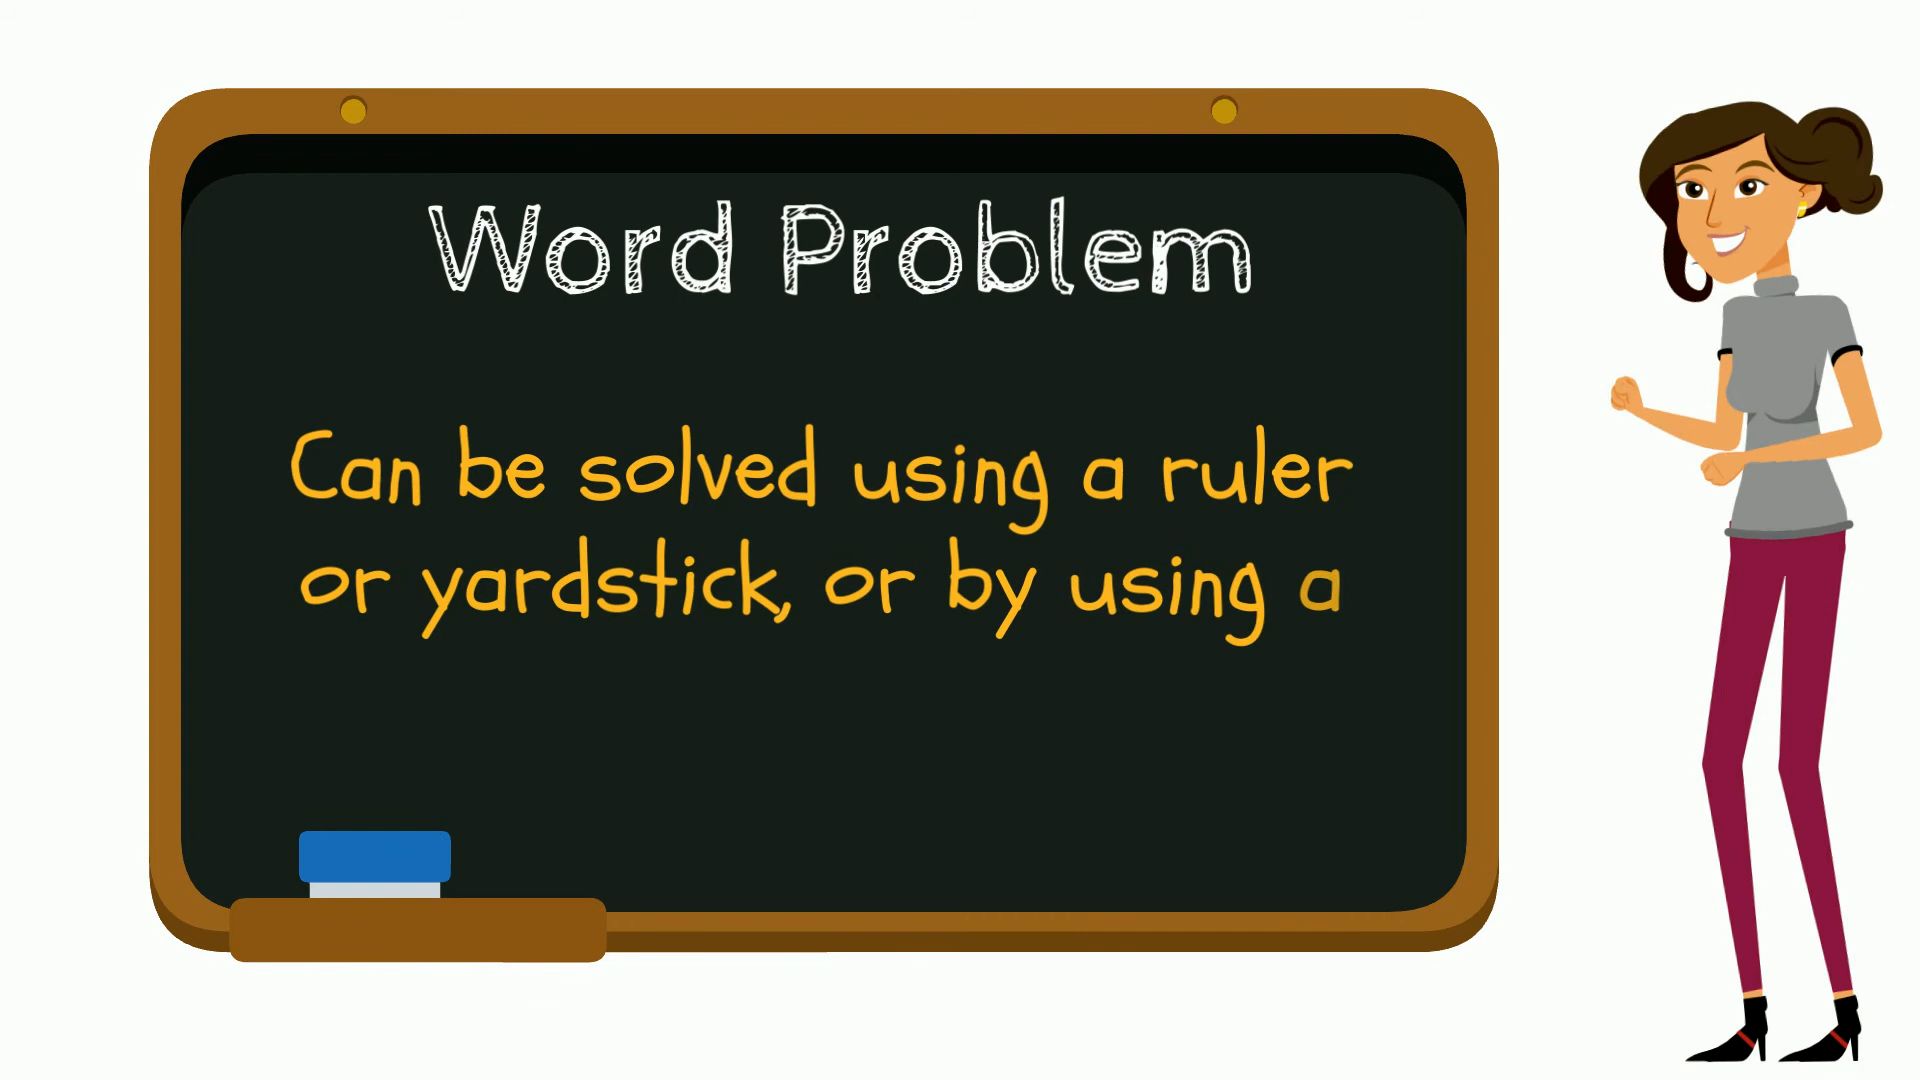 Word Problem
Can be solved using a ruler
or yardstick, or by using a